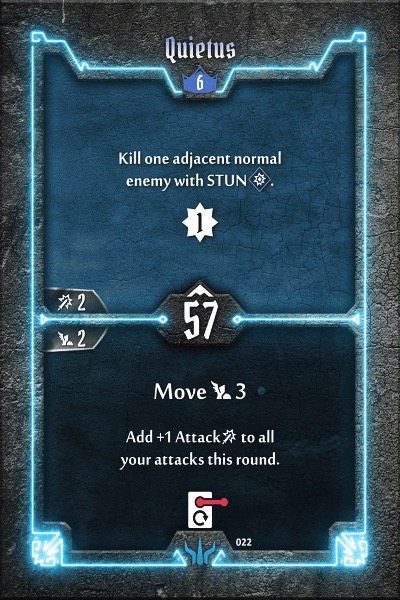 Quietus
6
Kill one adjacent normal
enemy with STUN.
1
2
57
2
Move 3
Add +1 Attack to all
your attacks this round.
022